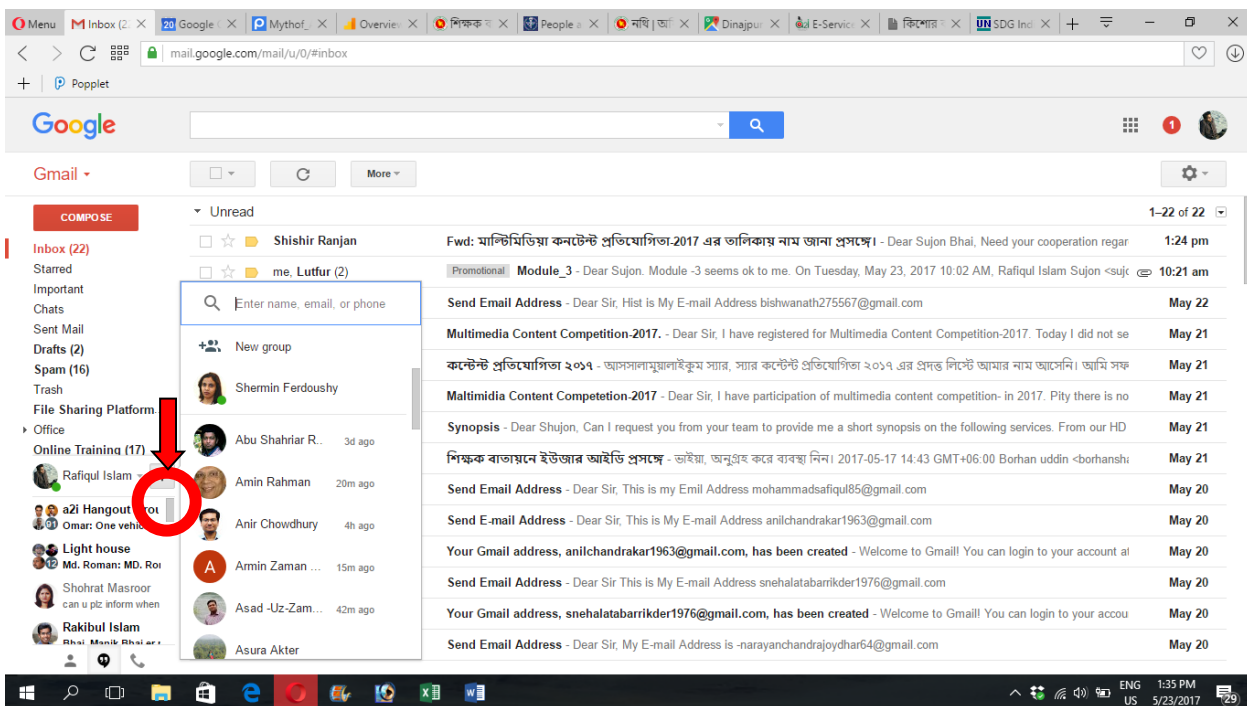 Menu Inbox (2. 20 Google C Mythof_ Overvie শিক্ষক ব People a নথি | অ Dinajpur E-Servic কিশোর UN SDG Ind
mail.google.com/mail/u/0/#inbox
Popplet
Google 1
Gmail More
COMPOSE Unread 1–22 of 22
Inbox (22) Shishir Ranjan Fwd: মাল্টিমিডিয়া কনটেন্ট প্রতিযোগিতা-2017 এর তালিকায় নাম জানা প্রসঙ্গে। - Dear Sujon Bhai, Need your cooperation regar 1:24 pm
Starred me, Lutfur (2) Promotional Module_3 - Dear Sujon. Module -3 seems ok to me. On Tuesday, May 23, 2017 10:02 AM, Rafiqul Islam Sujon <sujc 10:21 am
Important
Chats Enter name, email, or phone Send Email Address - Dear Sir, Hist is My E-mail Address bishwanath275567@gmail.com May 22
Sent Mail Multimedia Content Competition-2017. - Dear Sir, I have registered for Multimedia Content Competition-2017. Today I did not se May 21
Drafts (2) New group
Spam (16) কন্টেন্ট প্রতিযোগিতা ২০১৭ - আসসালামুয়ালাইকুম স্যার, স্যার কন্টেন্ট প্রতিযোগিতা ২০১৭ এর প্রদত্ত লিস্টে আমার নাম আসেনি। আমি সফ May 21
Trash Shermin Ferdoushy Maltimidia Content Competetion-2017 - Dear Sir, I have participation of multimedia content competition- in 2017. Pity there is no May 21
File Sharing Platform
Office Synopsis - Dear Shujon, Can I request you from your team to provide me a short synopsis on the following services. From our HD May 21
Online Training (17) Abu Shahriar R.. 3d ago শিক্ষক বাতায়নে ইউজার আইডি প্রসঙ্গে - ভাইয়া, অনুগ্রহ করে ব্যবস্থা নিন। 2017-05-17 14:43 GMT+06:00 Borhan uddin <borhansha May 21
Rafiqul Islam Amin Rahman 20m ago Send Email Address - Dear Sir, This is my Emil Address mohammadsafiqul85@gmail.com May 20
a2i Hangout Grou
Omar: One vehic Anir Chowdhury 4h ago Send E-mail Address - Dear Sir, This is My E-mail Address anilchandrakar1963@gmail.com May 20
Light house Your Gmail address, anilchandrakar1963@gmail.com, has been created - Welcome to Gmail! You can login to your account at May 20
12 Md. Roman: MD. Ror A Armin Zaman ... 15m ago
Shohrat Masroor Send Email Address - Dear Sir This is My E-mail Address snehalatabarrikder1976@gmail.com May 20
can u plz inform when Asad -Uz-Zam... 42m ago Your Gmail address, snehalatabarrikder1976@gmail.com, has been created - Welcome to Gmail! You can login to your accou May 20
Rakibul Islam
Bhai, Manik Bhai er Asura Akter Send Email Address - Dear Sir, My E-mail Address is -narayanchandrajoydhar64@gmail.com May 20
ENG 1:35 PM
US 5/23/2017 29